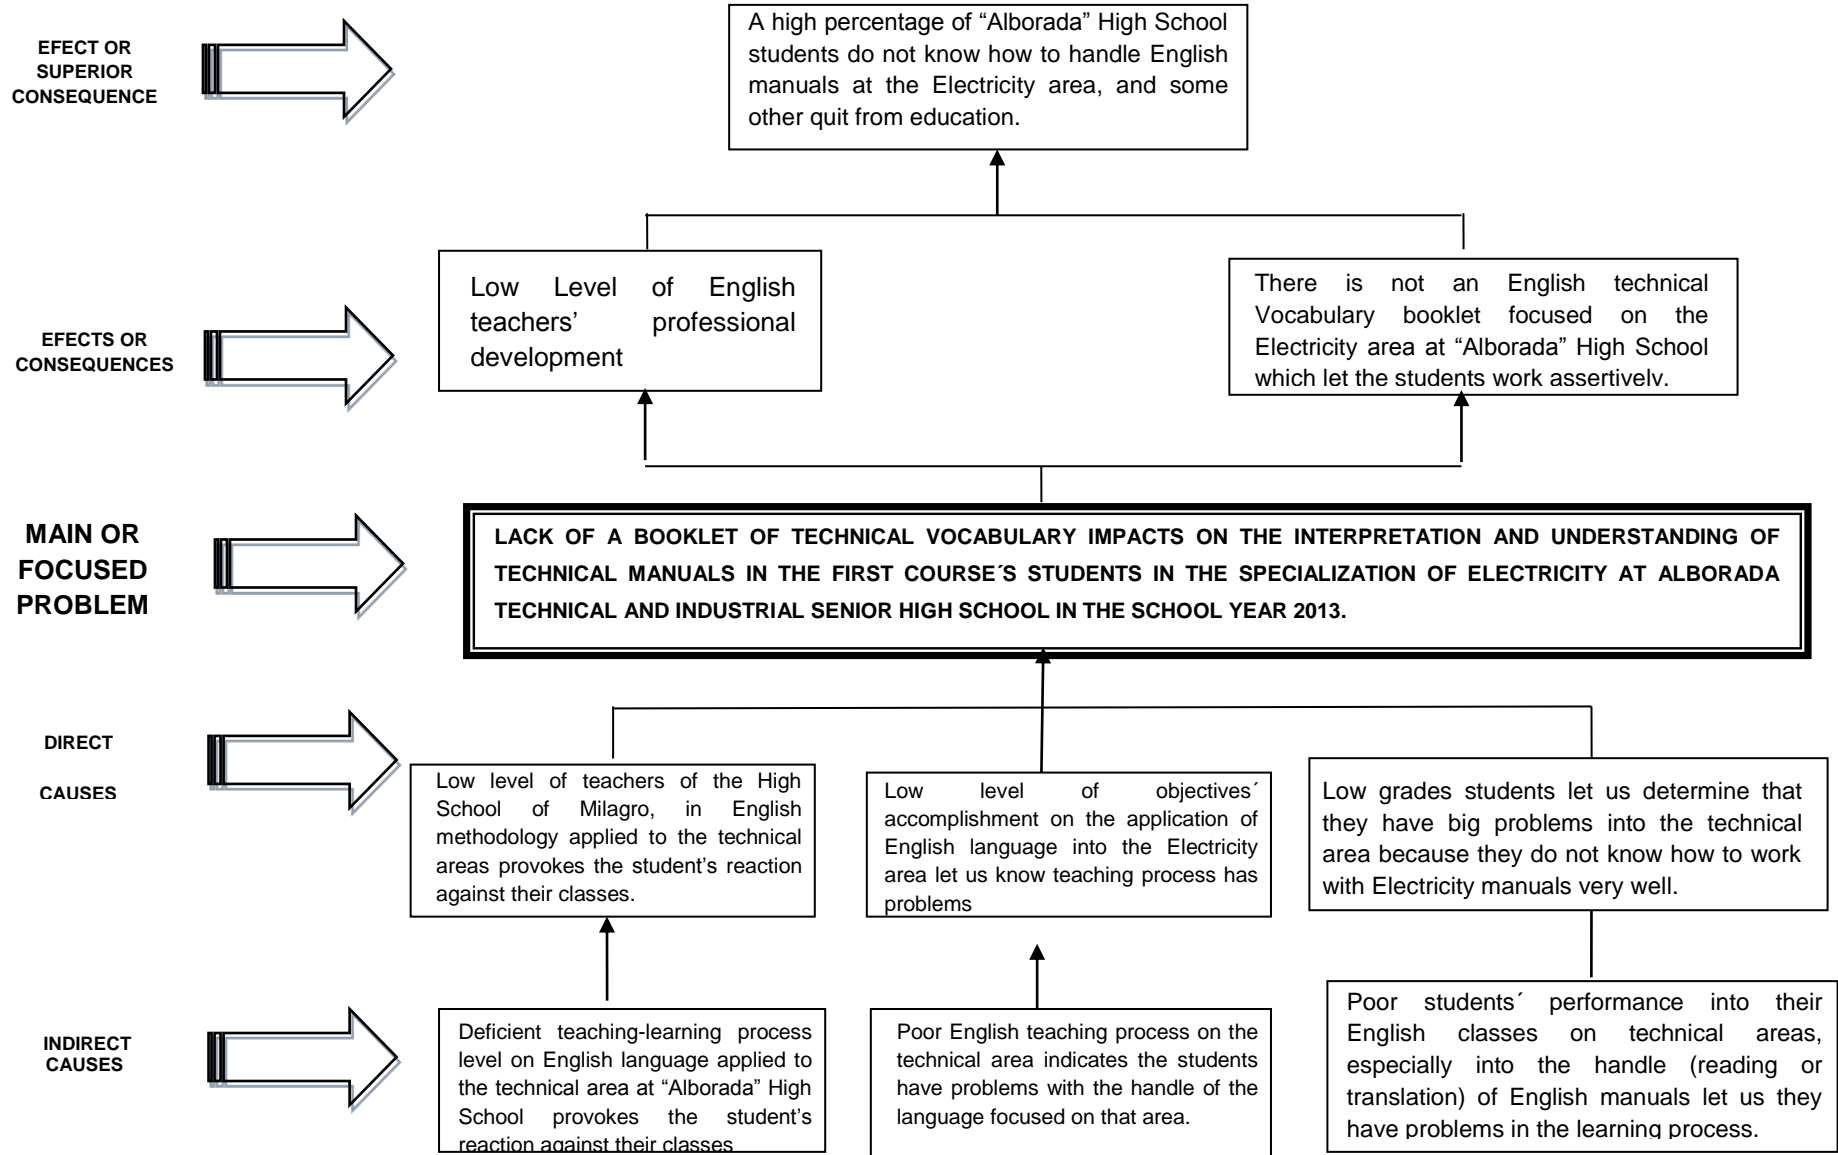 EFECT OR
SUPERIOR
CONSEQUENCE
A high percentage of “Alborada” High School
students do not know how to handle English
manuals at the Electricity area, and some
other quit from education.
EFECTS OR
CONSEQUENCES
Low Level of English
teachers’ professional
development
There is not an English technical
Vocabulary booklet focused on the
Electricity area at “Alborada” High School
which let the students work assertively.
MAIN OR
FOCUSED
PROBLEM
LACK OF A BOOKLET OF TECHNICAL VOCABULARY IMPACTS ON THE INTERPRETATION AND UNDERSTANDING OF
TECHNICAL MANUALS IN THE FIRST COURSE´S STUDENTS IN THE SPECIALIZATION OF ELECTRICITY AT ALBORADA
TECHNICAL AND INDUSTRIAL SENIOR HIGH SCHOOL IN THE SCHOOL YEAR 2013.
DIRECT
CAUSES
Low level of teachers of the High
School of Milagro, in English
methodology applied to the technical
areas provokes the student’s reaction
against their classes.
Low level of objectives´
accomplishment on the application of
English language into the Electricity
area let us know teaching process has
problems
Low grades students let us determine that
they have big problems into the technical
area because they do not know how to work
with Electricity manuals very well.
INDIRECT
CAUSES
Deficient teaching-learning process
level on English language applied to
the technical area at “Alborada” High
School provokes the student’s
reaction against their classes
Poor English teaching process on the
technical area indicates the students
have problems with the handle of the
language focused on that area.
Poor students´ performance into their
English classes on technical areas,
especially into the handle (reading or
translation) of English manuals let us they
have problems in the learning process.